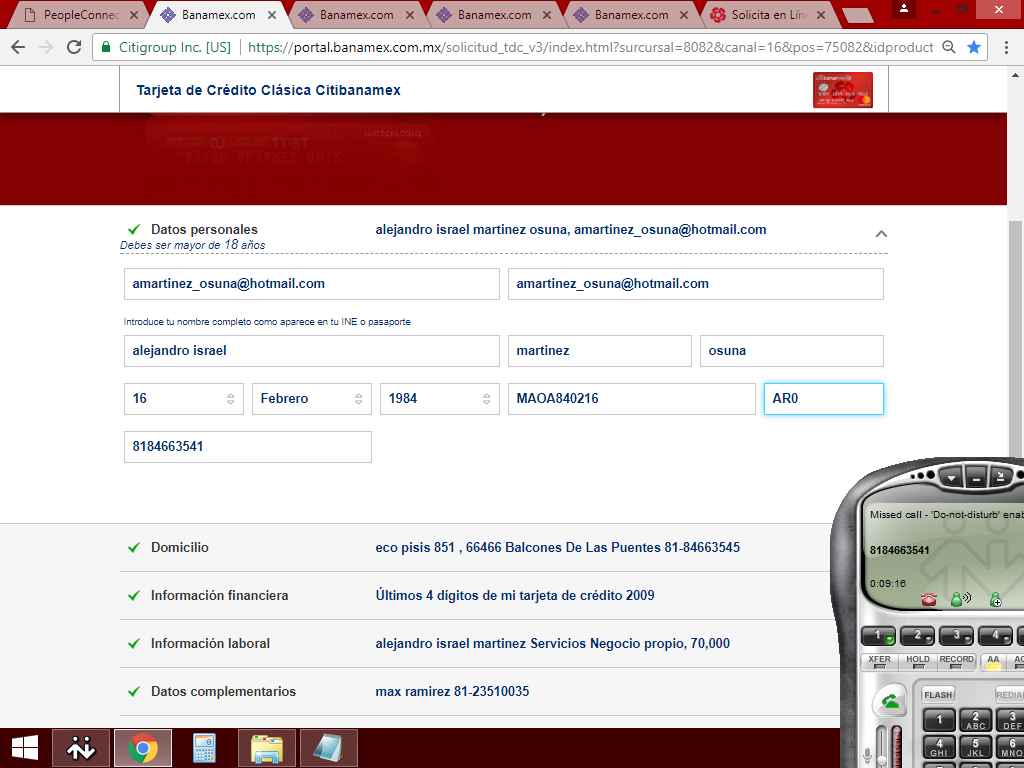 PeopleConnec
Banamex.com
Banamex.com
Banamex.com
Banamex.com
Solicita en Lín
Citigroup Inc. [US]
https://portal.banamex.com.mx/solicitud_tdc_v3/index.html?surcursal=8082&canal=16&pos=75082&idproduct
Tarjeta de Crédito Clásica Citibanamex
Datos personales
alejandro israel martinez osuna, amartinez_osuna@hotmail.com
Debes ser mayor de 18 años
amartinez_osuna@hotmail.com
amartinez_osuna@hotmail.com
Introduce tu nombre completo como aparece en tu INE o pasaporte
alejandro israel
martinez
osuna
16
Febrero
1984
MAOA840216
AR0
8184663541
Missed call - 'Do-not-disturb' enab
8184663541
0:09:16
Domicilio
eco pisis 851 , 66466 Balcones De Las Puentes 81-84663545
Información financiera
Últimos 4 dígitos de mi tarjeta de crédito 2009
Información laboral
alejandro israel martinez Servicios Negocio propio, 70,000
Datos complementarios
max ramirez 81-23510035
1
2
3
4
XFER
HOLD
RECORD
AA
AC
FLASH
REDIA
1
2
ABC
3
DEF
4
GHI
5
JKL
6
MNO